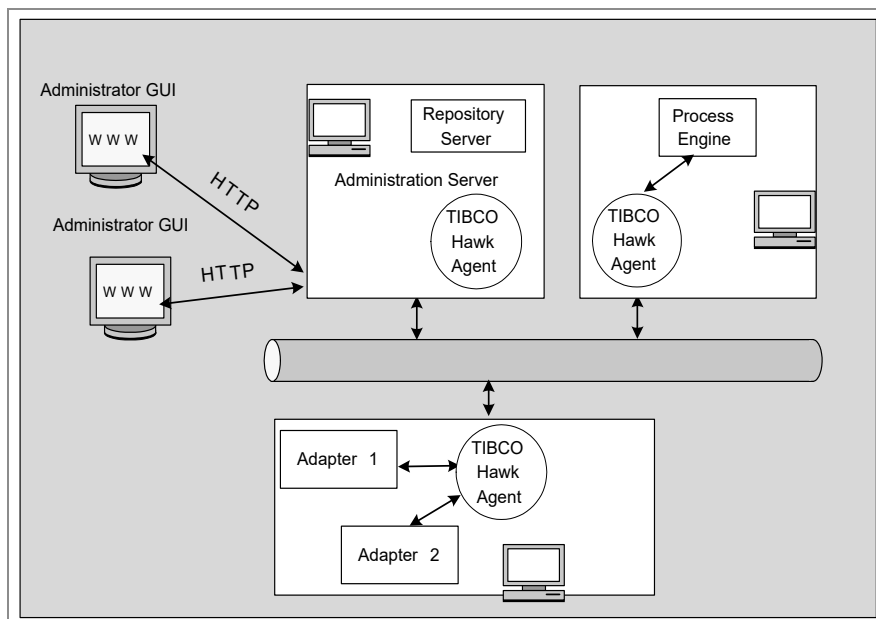 Administrator GUI
W W W
HTTP
Administrator GUI
W W W
HTTP
Repository
Server
Administration Server
TIBCO
Hawk
Agent
Process
Engine
TIBCO
Hawk
Agent
Adapter 1
TIBCO
Hawk
Agent
Adapter 2